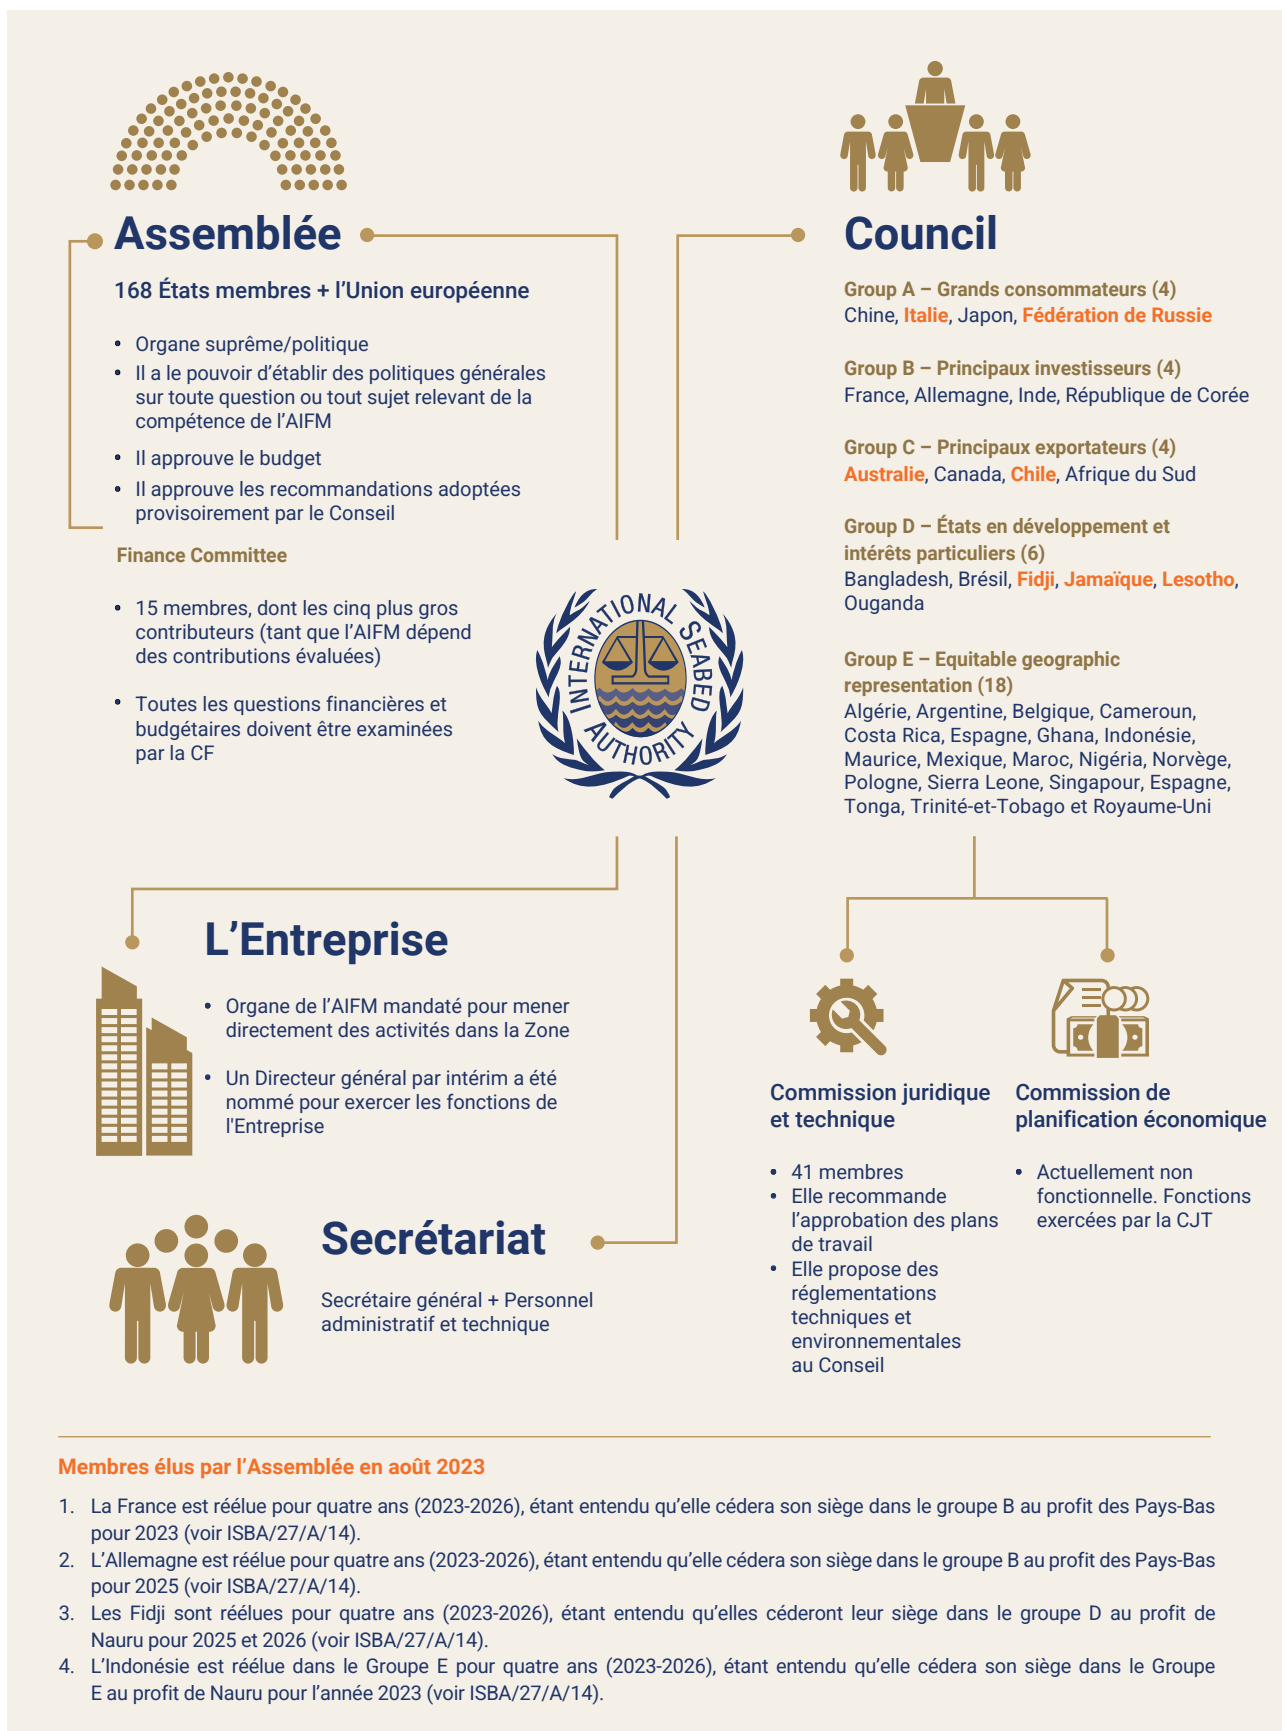 Assemblée
168 États membres + l’Union européenne
• Organe suprême/politique
• Il a le pouvoir d’établir des politiques générales
sur toute question ou tout sujet relevant de la
compétence de l’AIFM
• Il approuve le budget
• Il approuve les recommandations adoptées
provisoirement par le Conseil
Finance Committee
• 15 membres, dont les cinq plus gros
contributeurs (tant que l’AIFM dépend
des contributions évaluées)
• Toutes les questions financières et
budgétaires doivent être examinées
par la CF
Council
Group A – Grands consommateurs (4)
Chine, Italie, Japon, Fédération de Russie
Group B – Principaux investisseurs (4)
France, Allemagne, Inde, République de Corée
Group C – Principaux exportateurs (4)
Australie, Canada, Chile, Afrique du Sud
Group D – États en développement et
intérêts particuliers (6)
Bangladesh, Brésil, Fidji, Jamaïque, Lesotho,
Ouganda
Group E – Equitable geographic
representation (18)
Algérie, Argentine, Belgique, Cameroun,
Costa Rica, Espagne, Ghana, Indonésie,
Maurice, Mexique, Maroc, Nigéria, Norvège,
Pologne, Sierra Leone, Singapour, Espagne,
Tonga, Trinité-et-Tobago et Royaume-Uni
INTERNATIONAL SEABED
AUTHORITY
L’Entreprise
• Organe de l’AIFM mandaté pour mener
directement des activités dans la Zone
• Un Directeur général par intérim a été
nommé pour exercer les fonctions de
l'Entreprise
Secrétariat
Secrétaire général + Personnel
administratif et technique
Commission juridique
et technique
• 41 membres
• Elle recommande
l’approbation des plans
de travail
• Elle propose des
réglementations
techniques et
environnementales
au Conseil
Commission de
planification économique
• Actuellement non
fonctionnelle. Fonctions
exercées par la CJT
Membres élus par l’Assemblée en août 2023
1. La France est réélue pour quatre ans (2023-2026), étant entendu qu’elle cédera son siège dans le groupe B au profit des Pays-Bas
pour 2023 (voir ISBA/27/A/14).
2. L’Allemagne est réélue pour quatre ans (2023-2026), étant entendu qu’elle cédera son siège dans le groupe B au profit des Pays-Bas
pour 2025 (voir ISBA/27/A/14).
3. Les Fidji sont réélues pour quatre ans (2023-2026), étant entendu qu’elles céderont leur siège dans le groupe D au profit de
Nauru pour 2025 et 2026 (voir ISBA/27/A/14).
4. L’Indonésie est réélue dans le Groupe E pour quatre ans (2023-2026), étant entendu qu’elle cédera son siège dans le Groupe
E au profit de Nauru pour l’année 2023 (voir ISBA/27/A/14).